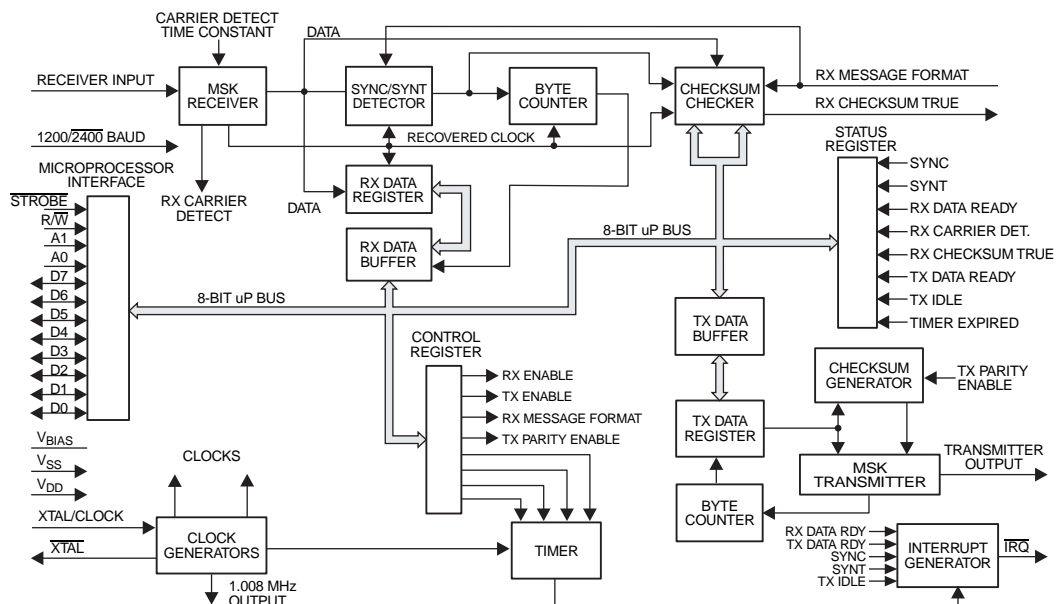 CARRIER DETECT
TIME CONSTANT
DATA
RECEIVER INPUT
MSK
RECEIVER
SYNC/SYNT
DETECTOR
BYTE
COUNTER
CHECKSUM
CHECKER
RX MESSAGE FORMAT
RX CHECKSUM TRUE
1200/2400 BAUD
RECOVERED CLOCK
STATUS
REGISTER
MICROPROCESSOR
INTERFACE
RX CARRIER
DETECT
DATA
RX DATA
REGISTER
SYNC
SYNT
RX DATA READY
RX CARRIER DET.
RX CHECKSUM TRUE
TX DATA READY
TX IDLE
TIMER EXPIRED
STROBE
R/W
A1
A0
D7
D6
D5
D4
D3
D2
D1
D0
RX DATA
BUFFER
8-BIT uP BUS
8-BIT uP BUS
TX DATA
BUFFER
CONTROL
REGISTER
RX ENABLE
TX ENABLE
RX MESSAGE FORMAT
TX PARITY ENABLE
CHECKSUM
GENERATOR
TX PARITY
ENABLE
TX DATA
REGISTER
MSK
TRANSMITTER
TRANSMITTER
OUTPUT
VBIAS
VSS
VDD
CLOCKS
BYTE
COUNTER
XTAL/CLOCK
XTAL
CLOCK
GENERATORS
TIMER
1.008 MHz
OUTPUT
RX DATA RDY
TX DATA RDY
SYNC
SYNT
TX IDLE
INTERRUPT
GENERATOR
IRQ